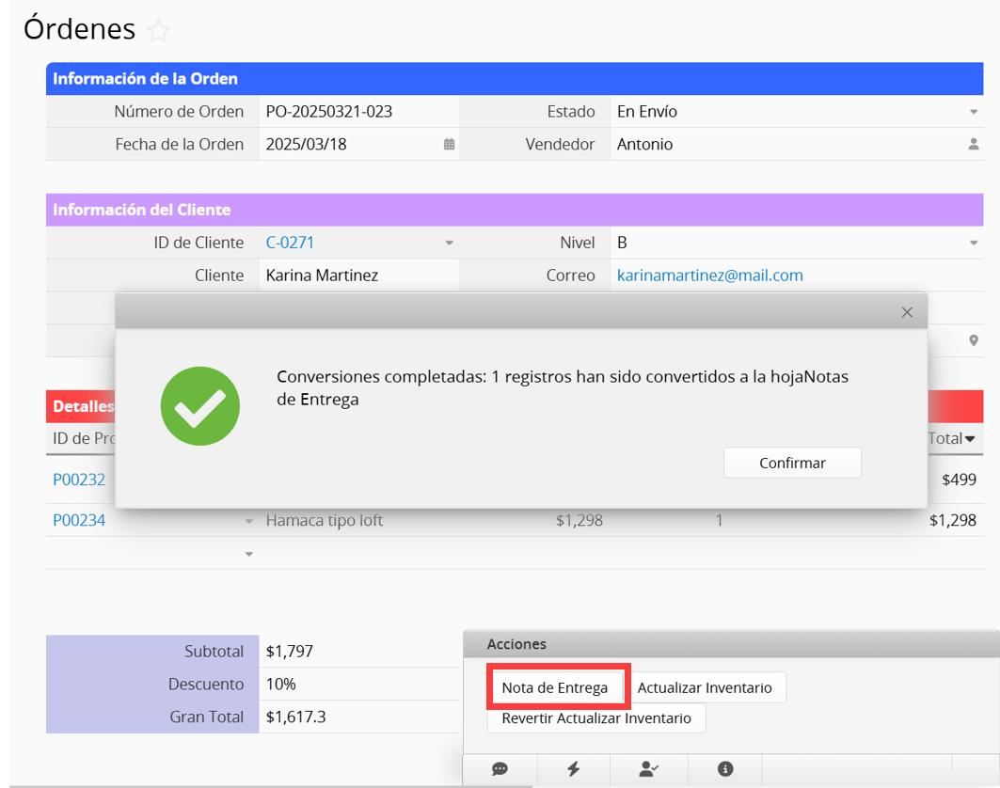 Órdenes
Información de la Orden
Número de Orden PO-20250321-023 Estado En Envío
Fecha de la Orden 2025/03/18 Vendedor Antonio
Información del Cliente
ID de Cliente C-0271 Nivel B
Cliente Karina Martinez Correo karinamartinez@mail.com
Conversiones completadas: 1 registros han sido convertidos a la hojaNotas
de Entrega
Confirmar
Detalles
ID de Total
P00232 $499
P00234 Hamaca tipo loft $1,298 1 $1,298
Subtotal $1,797
Descuento 10%
Gran Total $1,617.3
Acciones
Nota de Entrega Actualizar Inventario
Revertir Actualizar Inventario